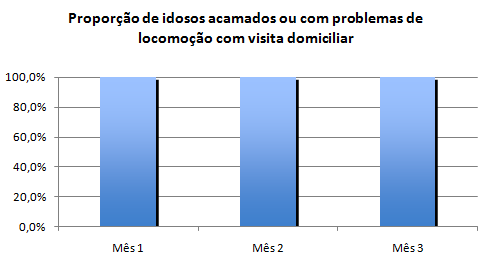 Proporção de idosos acamados ou com problemas de
locomoção com visita domiciliar
100,0%
80,0%
60,0%
40,0%
20,0%
0,0%
Mês 1 Mês 2 Mês 3